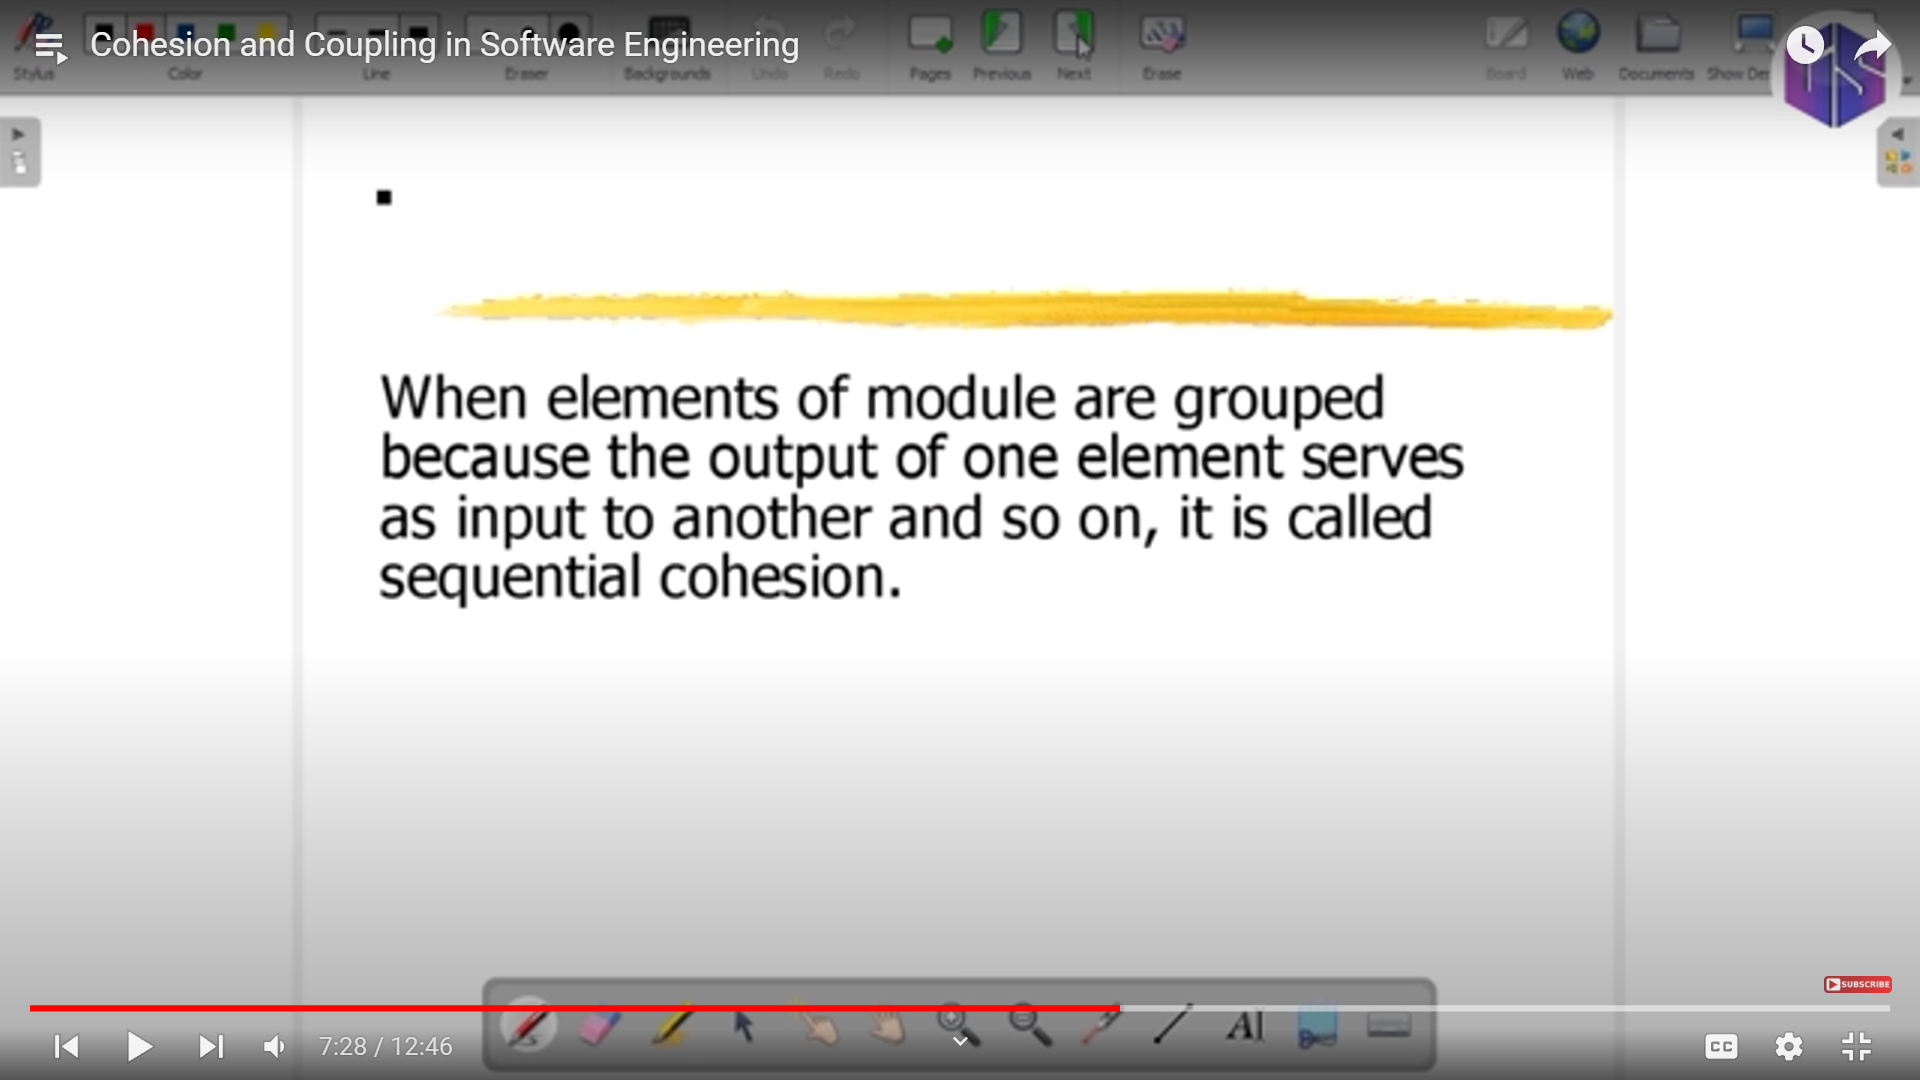 Cohesion and Coupling in Software Engineering
Stylus
Color
Line
Eraser
Backgrounds
Undo
Redo
Pages
Previous
Next
Erase
Board
Web
Documents
When elements of module are grouped
because the output of one element serves
as input to another and so on, it is called
sequential cohesion.
SUBSCRIBE
AI
7:28 / 12:46
CC